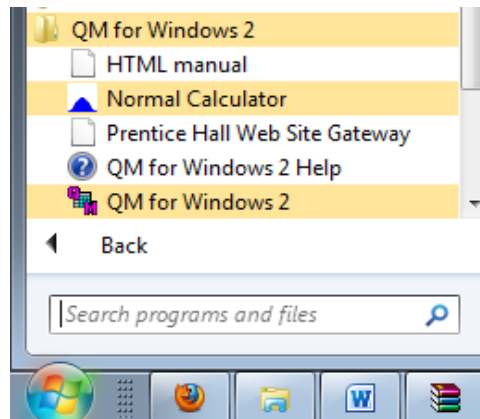 QM for Windows 2
HTML manual
Normal Calculator
Prentice Hall Web Site Gateway
QM for Windows 2 Help
QM for Windows 2
Back
Search programs and files